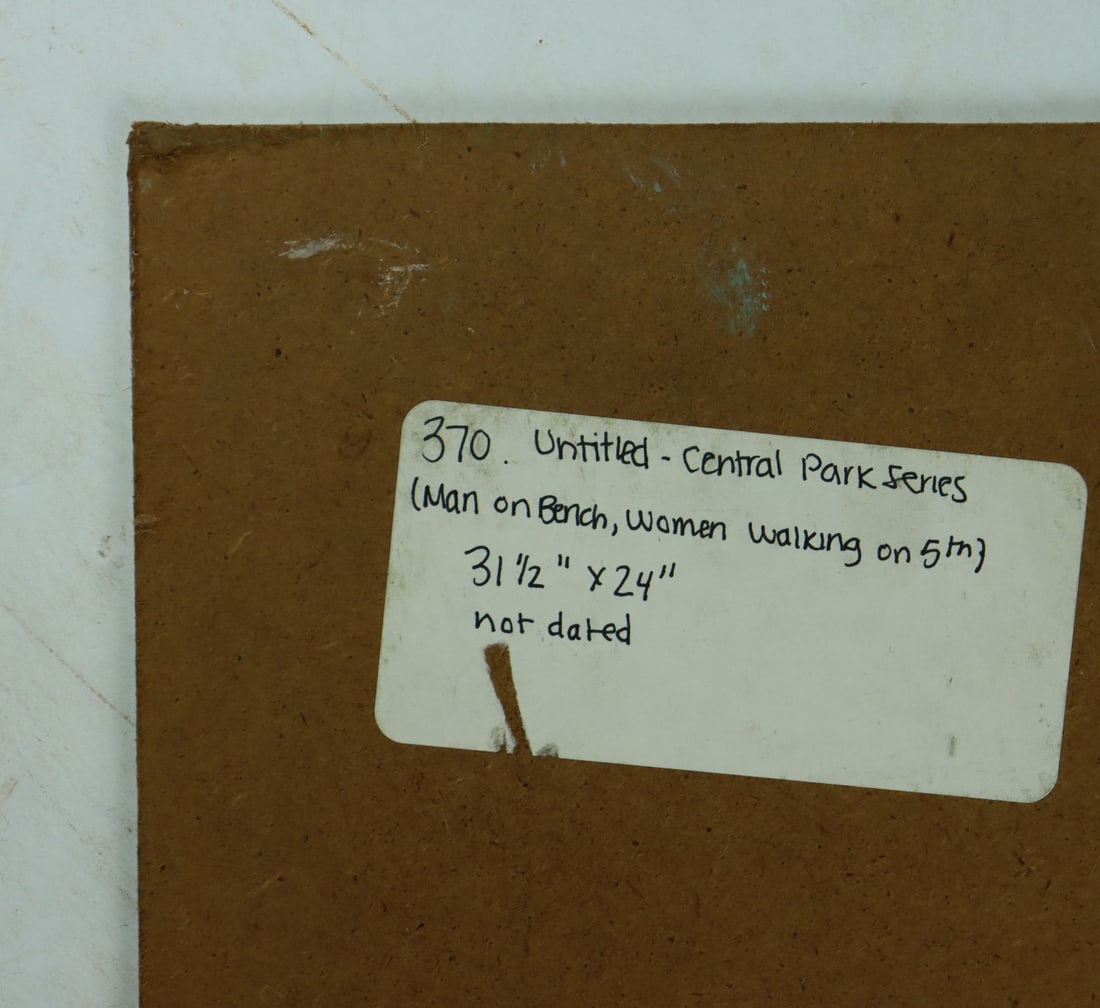 370. Untitled - Central Park Series
(Man on Bench, Women walking on 5th)
31 1/2" x 24"
not dated